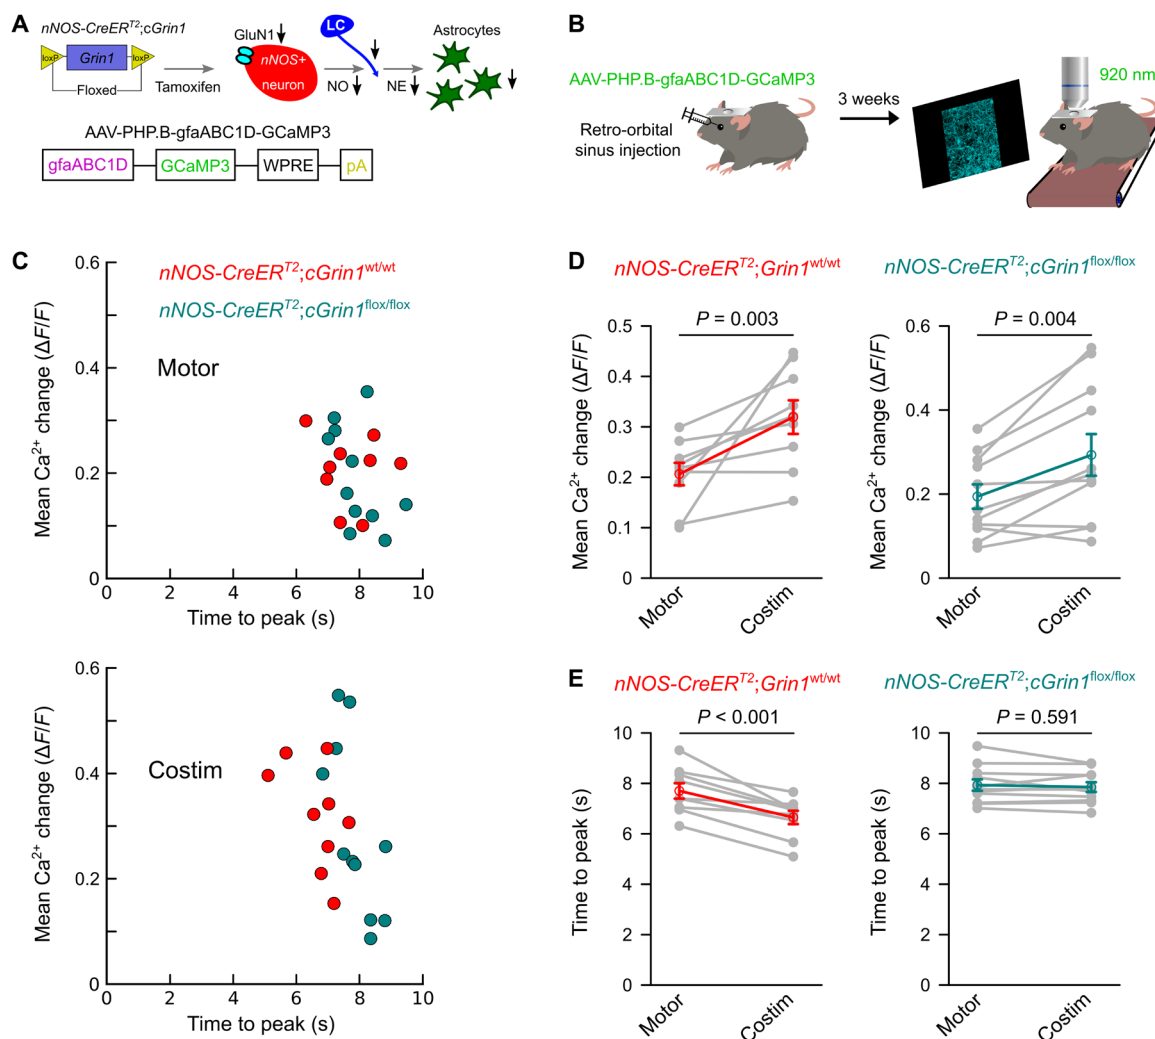 A
nNOS-CreER^T2;cGrin1
loxP Grin1 loxP
Floxed
Tamoxifen
GluN1
nNOS+
neuron
NO
LC
NE
Astrocytes
AAV-PHP.B-gfaABC1D-GCaMP3
gfaABC1D GCaMP3 WPRE pA
B
AAV-PHP.B-gfaABC1D-GCaMP3
Retro-orbital
sinus injection
3 weeks
920 nm
C
nNOS-CreER^T2;cGrin1^wt/wt
nNOS-CreER^T2;cGrin1^flox/flox
Motor
Mean Ca²⁺ change (ΔF/F)
0.6
0.4
0.2
0
0 2 4 6 8 10
Time to peak (s)
Costim
Mean Ca²⁺ change (ΔF/F)
0.6
0.4
0.2
0
0 2 4 6 8 10
Time to peak (s)
D
nNOS-CreER^T2;Grin1^wt/wt
P = 0.003
Mean Ca²⁺ change (ΔF/F)
0.5
0.4
0.3
0.2
0.1
0
Motor Costim
nNOS-CreER^T2;cGrin1^flox/flox
P = 0.004
Mean Ca²⁺ change (ΔF/F)
0.6
0.4
0.2
0
Motor Costim
E
nNOS-CreER^T2;Grin1^wt/wt
P < 0.001
Time to peak (s)
10
8
6
4
2
0
Motor Costim
nNOS-CreER^T2;cGrin1^flox/flox
P = 0.591
Time to peak (s)
10
8
6
4
2
0
Motor Costim